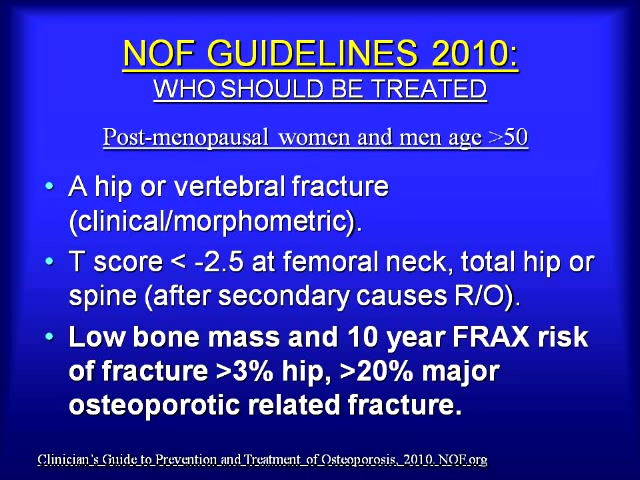 NOF GUIDELINES 2010:
WHO SHOULD BE TREATED
Post-menopausal women and men age >50
• A hip or vertebral fracture
(clinical/morphometric).
• T score < -2.5 at femoral neck, total hip or
spine (after secondary causes R/O).
• Low bone mass and 10 year FRAX risk
of fracture >3% hip, >20% major
osteoporotic related fracture.
Clinician's Guide to Prevention and Treatment of Osteoporosis, 2010. NOF.org